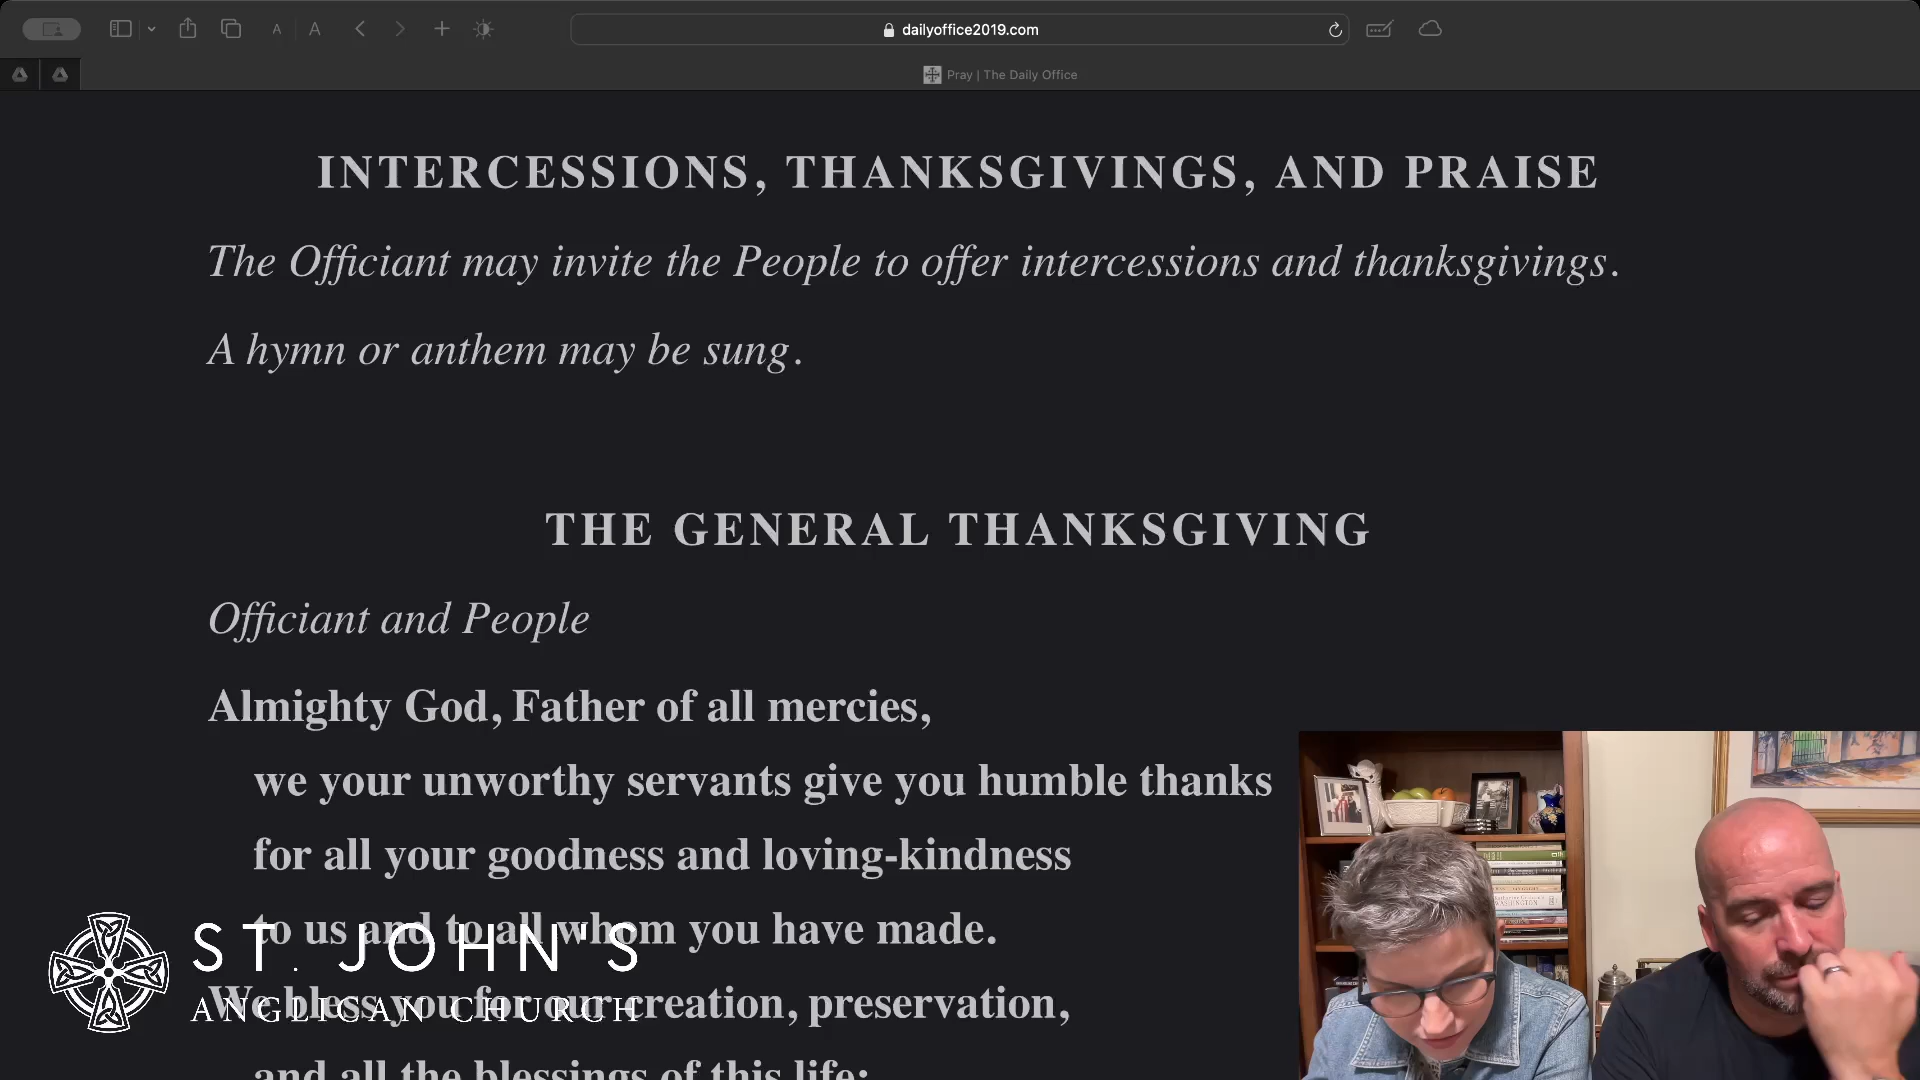 dailyoffice2019.com
Pray | The Daily Office
INTERCESSIONS, THANKSGIVINGS, AND PRAISE
The Officiant may invite the People to offer intercessions and thanksgivings.
A hymn or anthem may be sung.
THE GENERAL THANKSGIVING
Officiant and People
Almighty God, Father of all mercies,
we your unworthy servants give you humble thanks
for all your goodness and loving-kindness
to us and to all whom you have made.
We bless you for our creation, preservation,
and all the blessings of this life;
ST. JOHN'S
ANGLICAN CHURCH
WASHINGTON